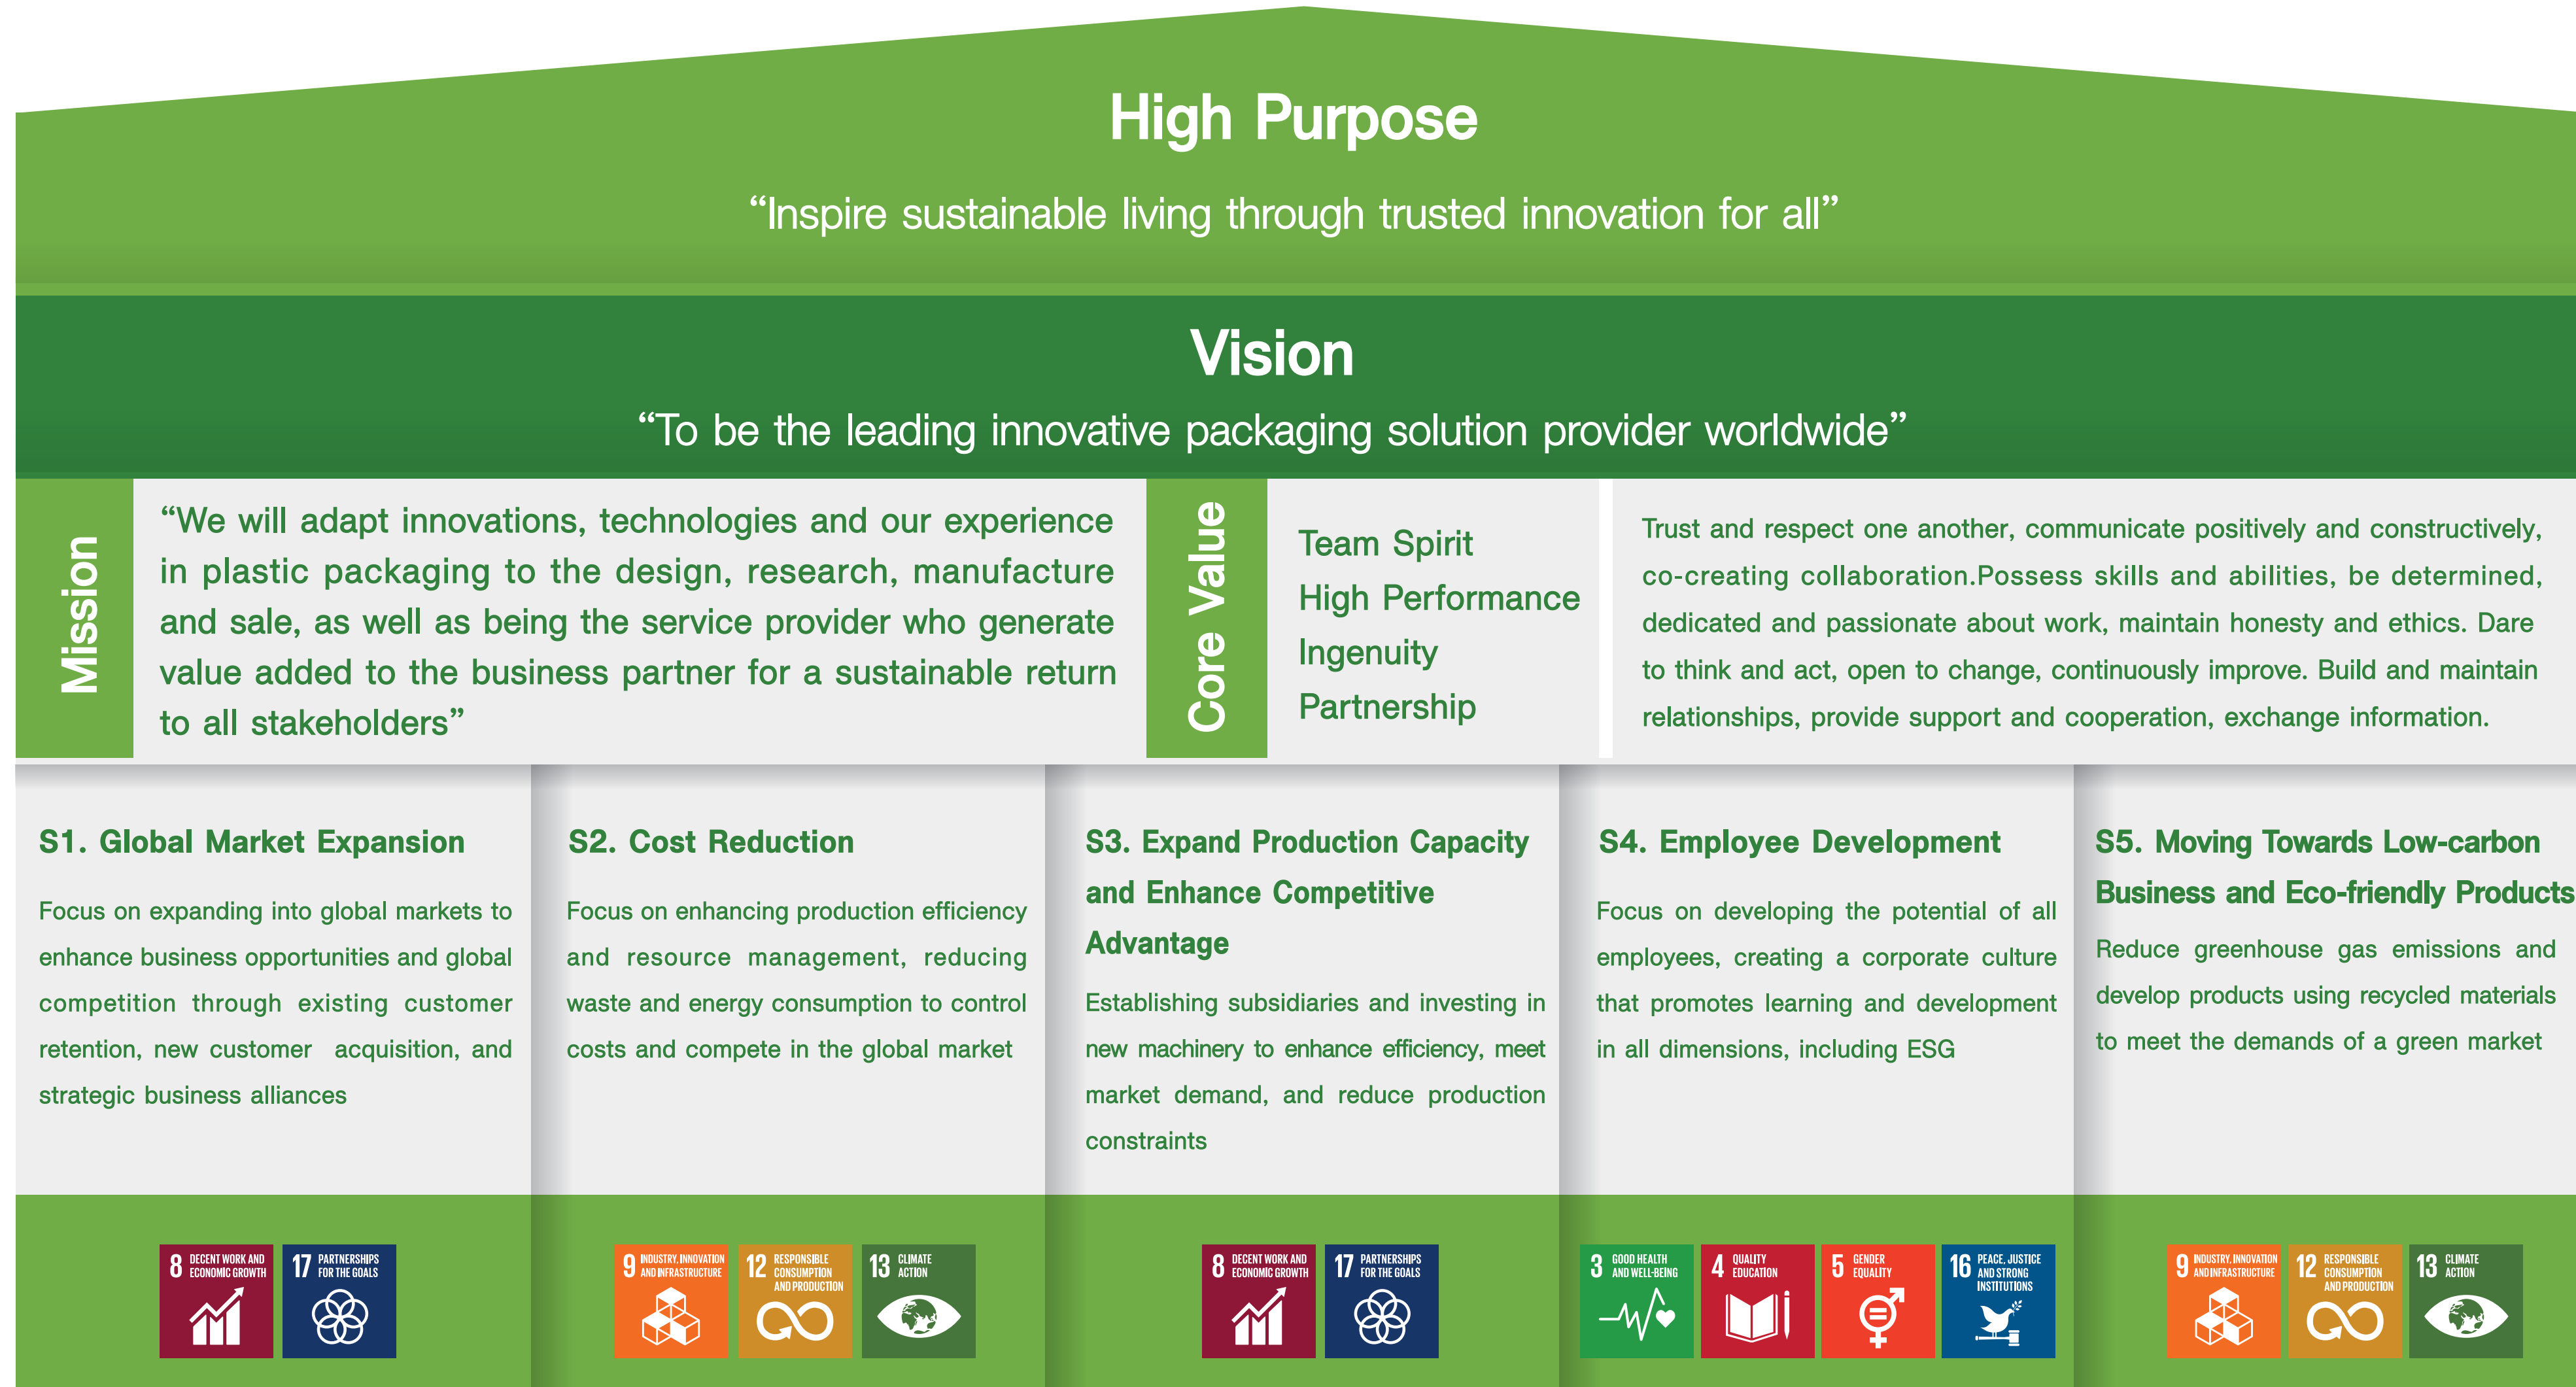 High Purpose
“Inspire sustainable living through trusted innovation for all”
Vision
“To be the leading innovative packaging solution provider worldwide”
Mission
“We will adapt innovations, technologies and our experience
in plastic packaging to the design, research, manufacture
and sale, as well as being the service provider who generate
value added to the business partner for a sustainable return
to all stakeholders”
Core Value
Team Spirit
High Performance
Ingenuity
Partnership
Trust and respect one another, communicate positively and constructively,
co-creating collaboration.Possess skills and abilities, be determined,
dedicated and passionate about work, maintain honesty and ethics. Dare
to think and act, open to change, continuously improve. Build and maintain
relationships, provide support and cooperation, exchange information.
S1. Global Market Expansion
Focus on expanding into global markets to
enhance business opportunities and global
competition through existing customer
retention, new customer acquisition, and
strategic business alliances
S2. Cost Reduction
Focus on enhancing production efficiency
and resource management, reducing
waste and energy consumption to control
costs and compete in the global market
S3. Expand Production Capacity
and Enhance Competitive
Advantage
Establishing subsidiaries and investing in
new machinery to enhance efficiency, meet
market demand, and reduce production
constraints
S4. Employee Development
Focus on developing the potential of all
employees, creating a corporate culture
that promotes learning and development
in all dimensions, including ESG
S5. Moving Towards Low-carbon
Business and Eco-friendly Products
Reduce greenhouse gas emissions and
develop products using recycled materials
to meet the demands of a green market
8 DECENT WORK AND
ECONOMIC GROWTH
17 PARTNERSHIPS
FOR THE GOALS
9 INDUSTRY, INNOVATION
AND INFRASTRUCTURE
12 RESPONSIBLE
CONSUMPTION
AND PRODUCTION
13 CLIMATE
ACTION
8 DECENT WORK AND
ECONOMIC GROWTH
17 PARTNERSHIPS
FOR THE GOALS
3 GOOD HEALTH
AND WELL-BEING
4 QUALITY
EDUCATION
5 GENDER
EQUALITY
16 PEACE, JUSTICE
AND STRONG
INSTITUTIONS
9 INDUSTRY, INNOVATION
AND INFRASTRUCTURE
12 RESPONSIBLE
CONSUMPTION
AND PRODUCTION
13 CLIMATE
ACTION